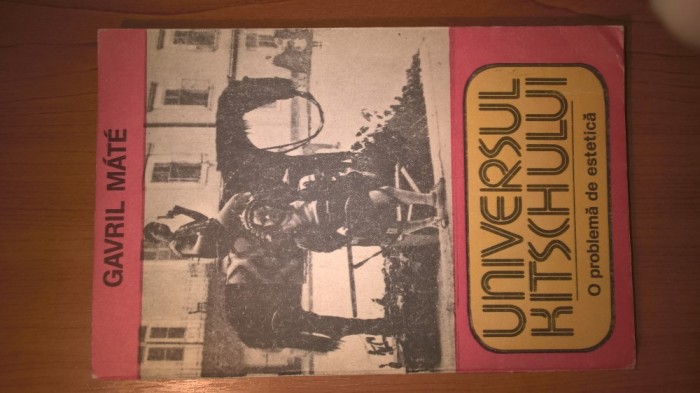 GAVRIL MÁTÉ
UNIVERSUL
KITSCHULUI
O problemă de estetică